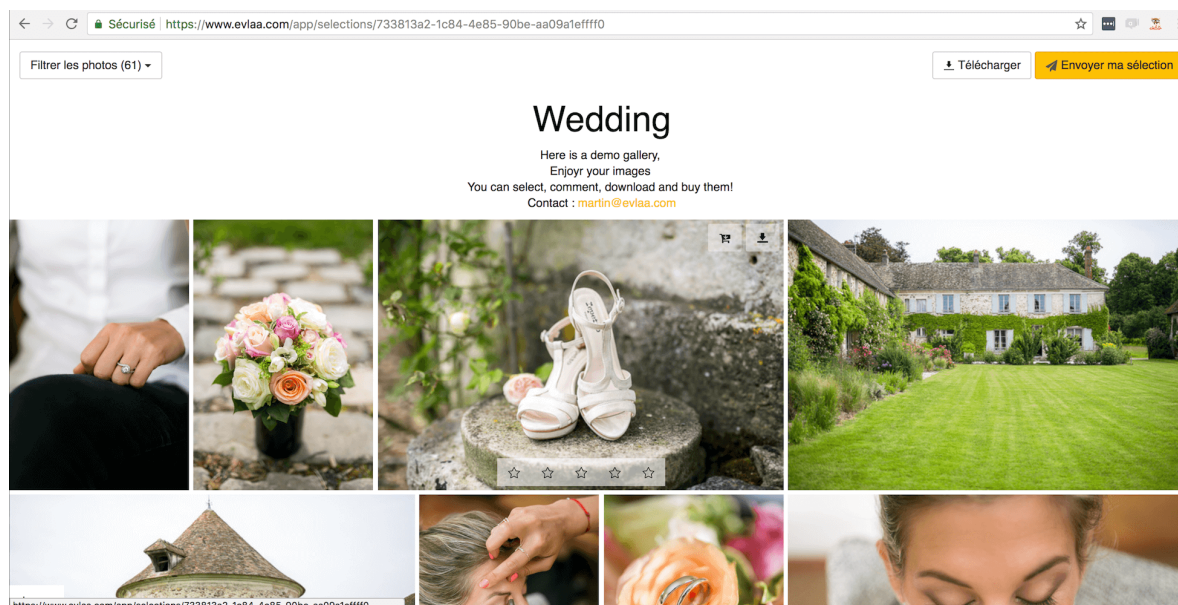 Sécurisé https://www.evlaa.com/app/selections/733813a2-1c84-4e85-90be-aa09a1effff0
Filtrer les photos (61)
Télécharger
Envoyer ma sélection
Wedding
Here is a demo gallery,
Enjoyr your images
You can select, comment, download and buy them!
Contact : martin@evlaa.com